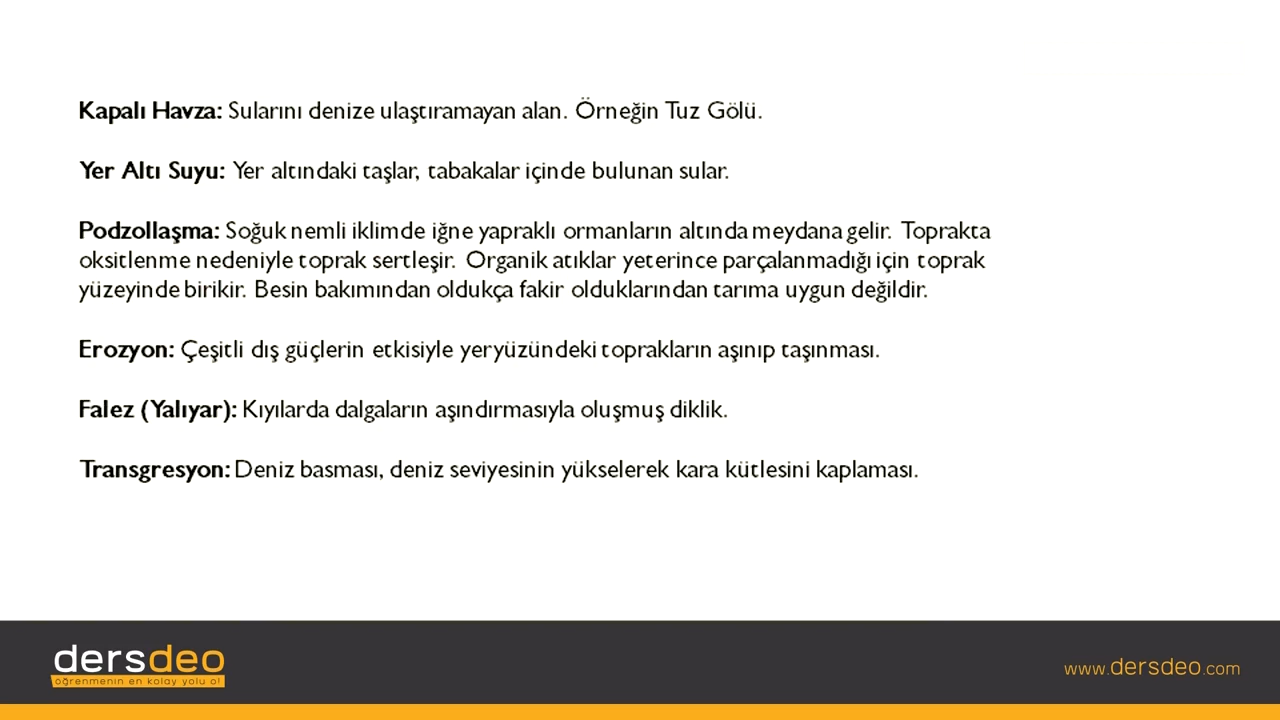 Kapalı Havza: Sularını denize ulaştıramayan alan. Örneğin Tuz Gölü.
Yer Altı Suyu: Yer altındaki taşlar, tabakalar içinde bulunan sular.
Podzollaşma: Soğuk nemli iklimde iğne yapraklı ormanların altında meydana gelir. Toprakta
oksitlenme nedeniyle toprak sertleşir. Organik atıklar yeterince parçalanmadığı için toprak
yüzeyinde birikir. Besin bakımından oldukça fakir olduklarından tarıma uygun değildir.
Erozyon: Çeşitli dış güçlerin etkisiyle yeryüzündeki toprakların aşınıp taşınması.
Falez (Yalıyar): Kıyılarda dalgaların aşındırmasıyla oluşmuş diklik.
Transgresyon: Deniz basması, deniz seviyesinin yükselerek kara kütlesini kaplaması.
dersdeo
öğrenmenin en kolay yolu o!
www.dersdeo.com